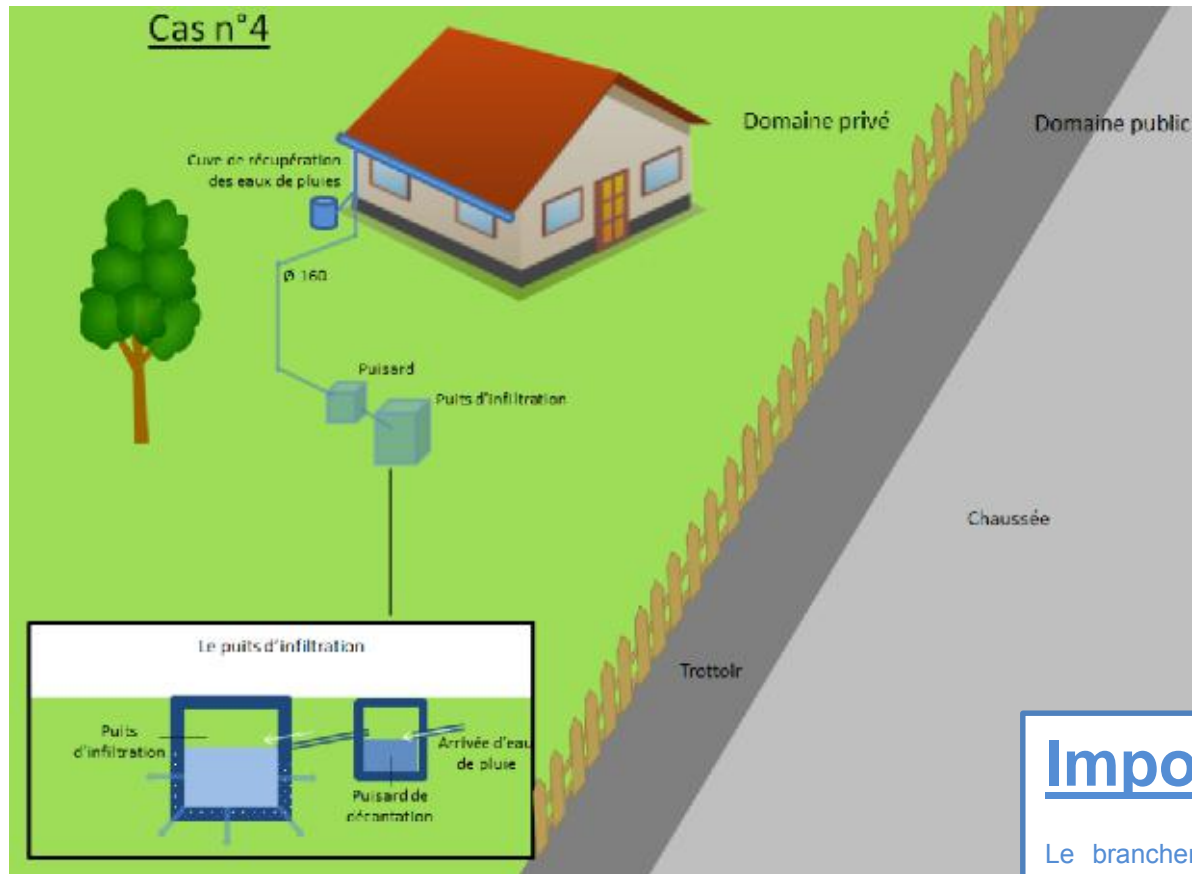 Cas n°4
Domaine privé
Domaine public
Cuve de récupération
des eaux de pluies
Ø 160
Puisard
Puits d'infiltration
Chaussée
Trottoir
Le puits d'infiltration
Puits
d'infiltration
Arrivée d'eau
de pluie
Puisard de
décantation
Impo
Le brancher